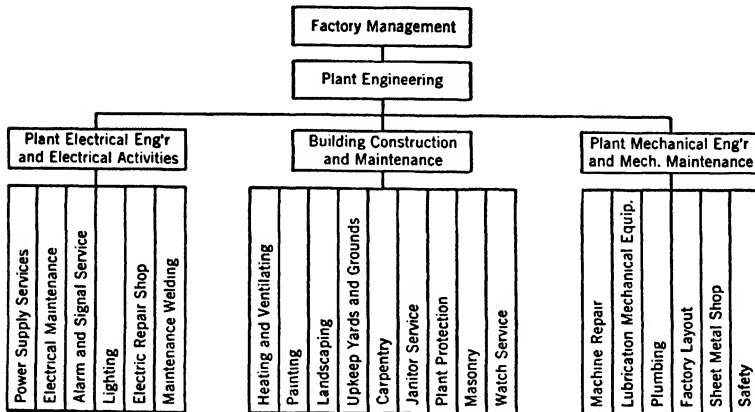 Factory Management
Plant Engineering
Plant Electrical Eng'r
and Electrical Activities
Building Construction
and Maintenance
Plant Mechanical Eng'r
and Mech. Maintenance
Power Supply Services
Electrical Maintenance
Alarm and Signal Service
Lighting
Electric Repair Shop
Maintenance Welding
Heating and Ventilating
Painting
Landscaping
Upkeep Yards and Grounds
Carpentry
Janitor Service
Plant Protection
Masonry
Watch Service
Machine Repair
Lubrication Mechanical Equip.
Plumbing
Factory Layout
Sheet Metal Shop
Safety